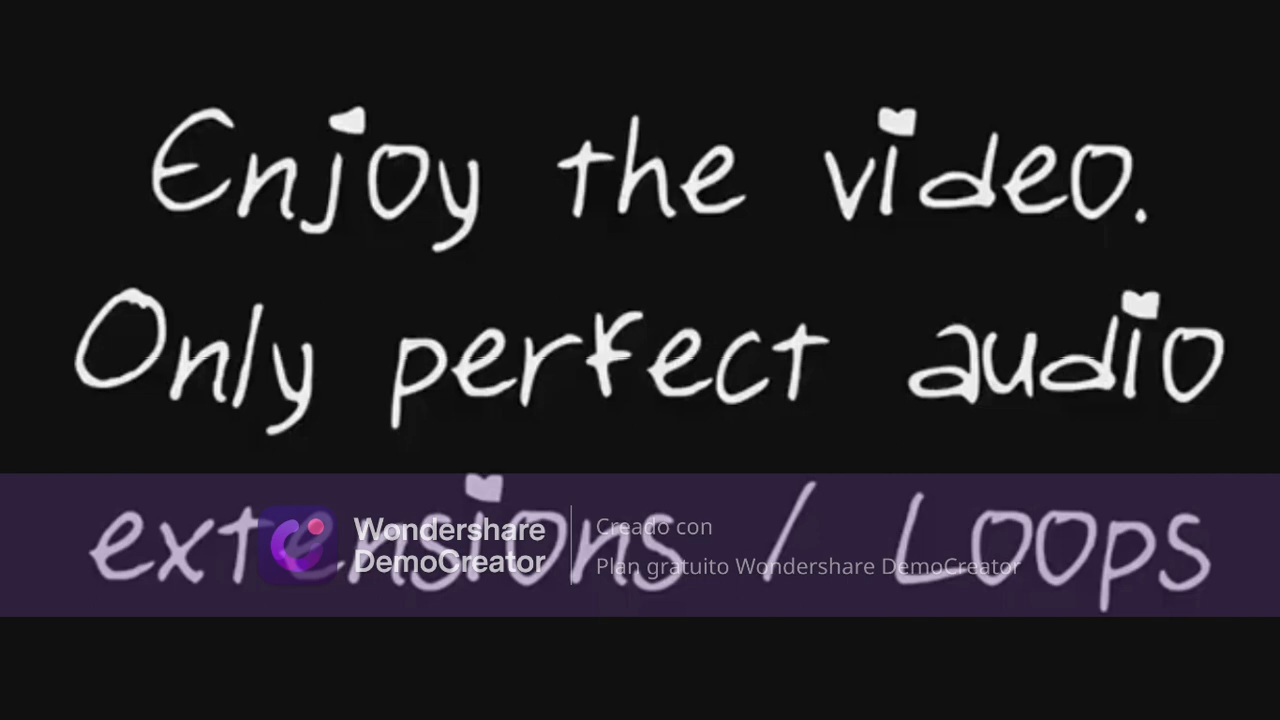 Enjoy the video.
Only perfect audio
extensions / Loops
Wondershare
DemoCreator
Creado con
Plan gratuito Wondershare DemoCreator